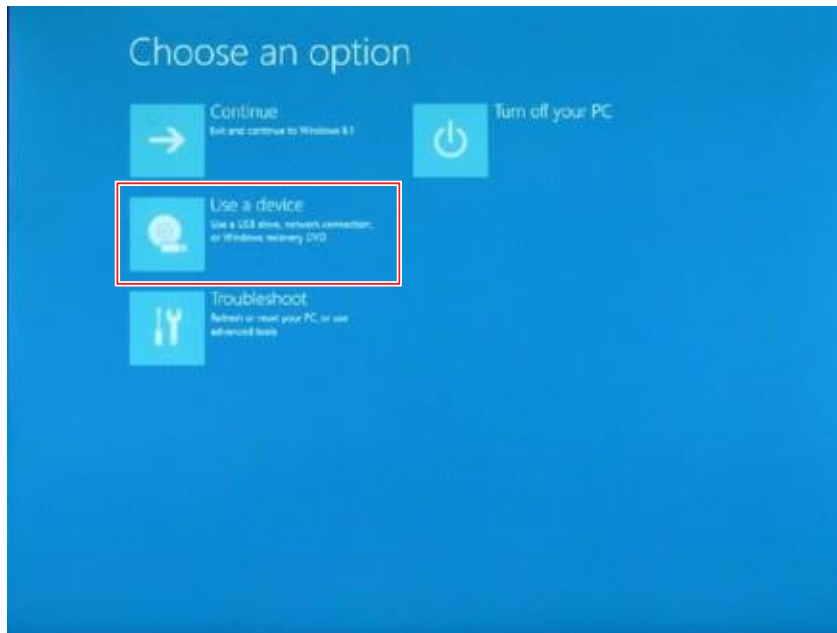 Choose an option
Continue
Exit and continue to Windows 8.1
Turn off your PC
Use a device
Use a USB drive, network connection,
or Windows recovery DVD
Troubleshoot
Refresh or reset your PC, or use
advanced tools